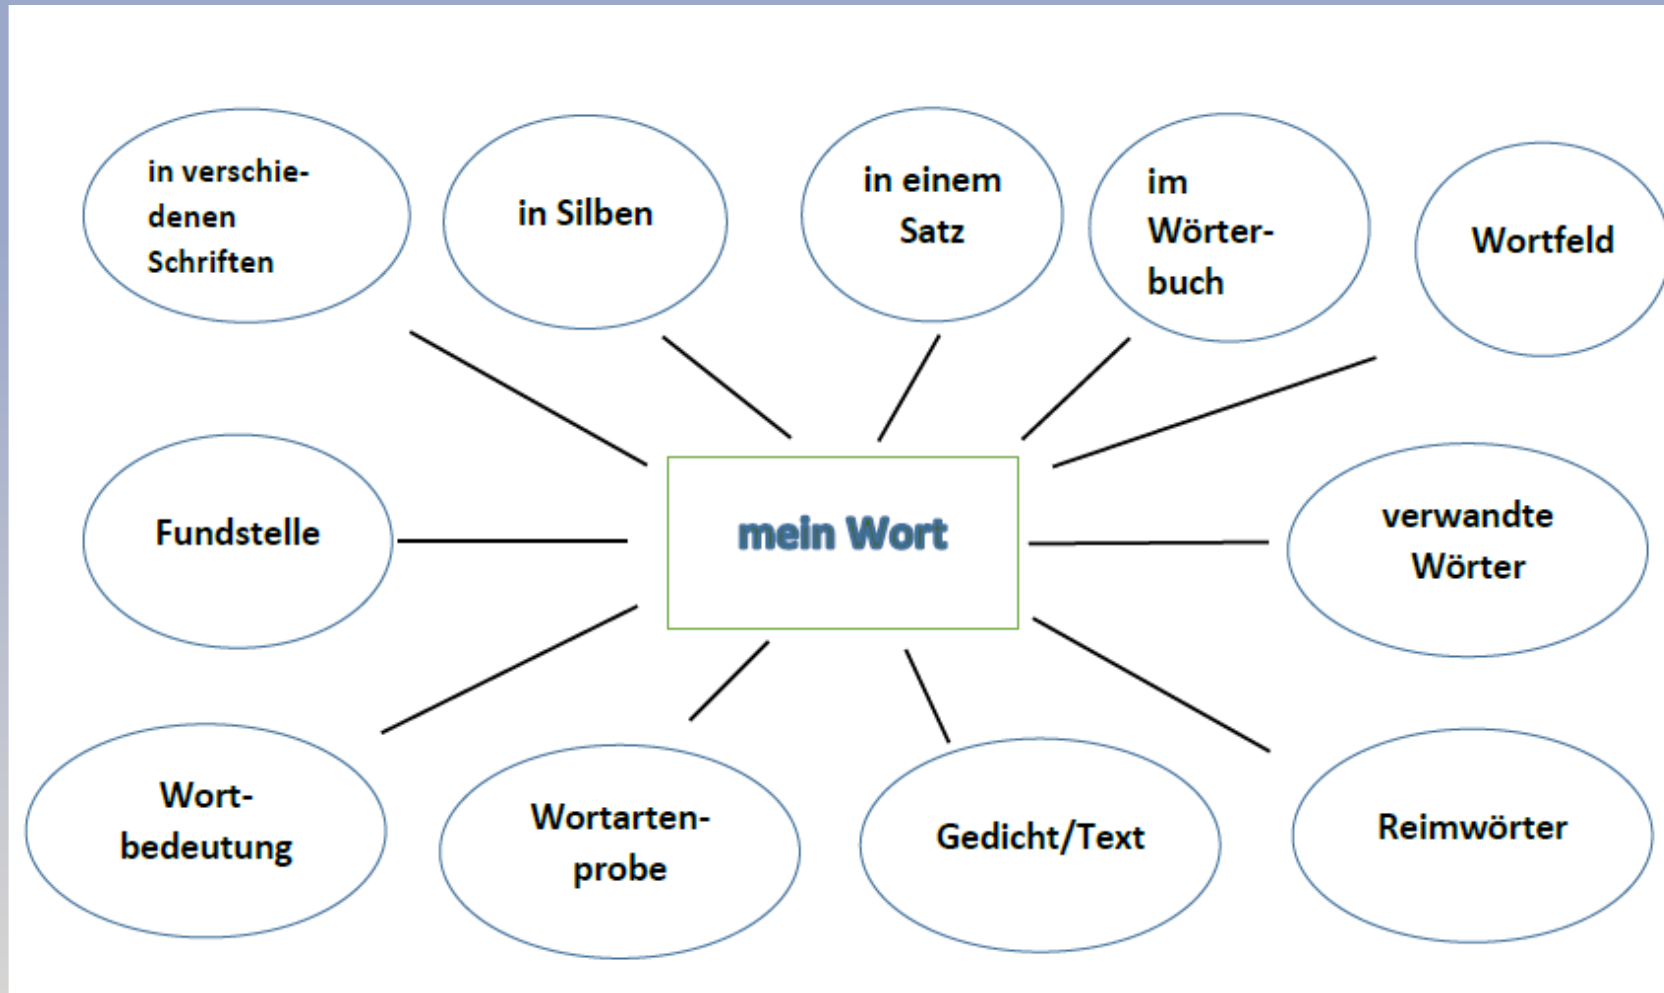 in verschie-
denen
Schriften
in Silben
in einem
Satz
im
Wörter-
buch
Wortfeld
Fundstelle
mein Wort
verwandte
Wörter
Wort-
bedeutung
Wortarten-
probe
Gedicht/Text
Reimwörter